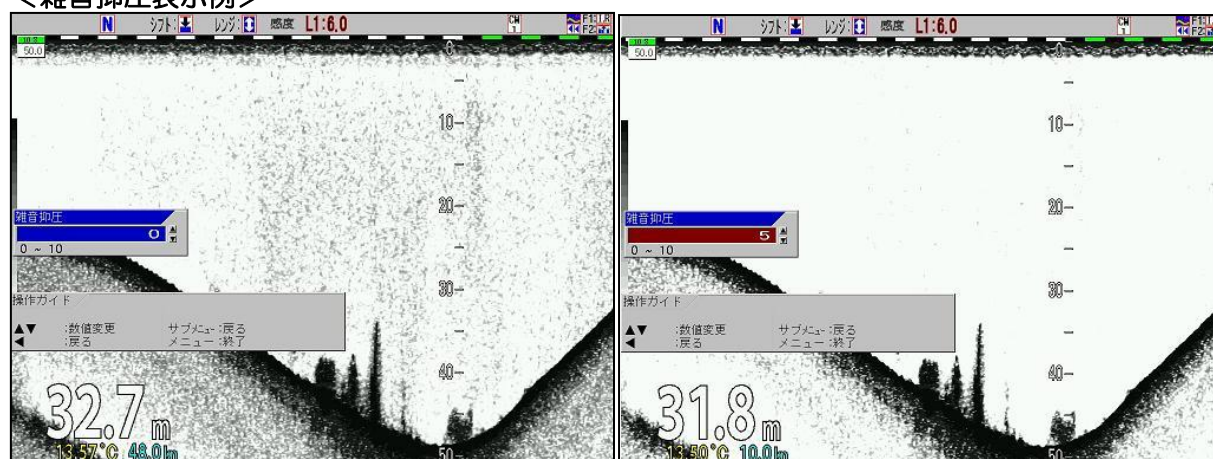 ＜雑音抑圧表示例＞
N シフト: レンジ: 感度 L1:6.0 CH 1
50.0
0
10-
20-
雑音抑圧
0
0 ~ 10
30-
操作ガイド
▲▼ :数値変更 サブメニュー:戻る
◀ :戻る メニュー:終了
40-
32.7m
13.57°C 48.0km
50-
N シフト: レンジ: 感度 L1:6.0 CH 1
50.0
0
10-
20-
雑音抑圧
5
0 ~ 10
30-
操作ガイド
▲▼ :数値変更 サブメニュー:戻る
◀ :戻る メニュー:終了
40-
31.8m
13.50°C 10.0km
50-